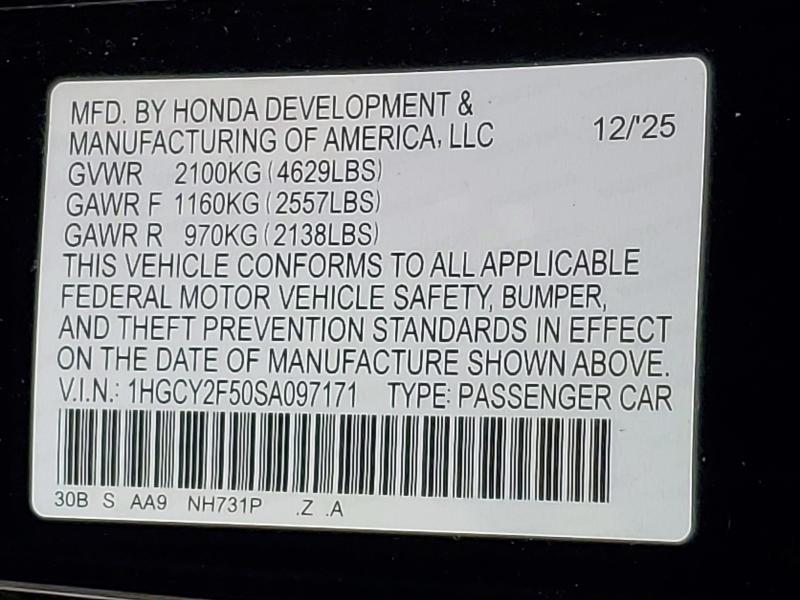 MFD. BY HONDA DEVELOPMENT &
MANUFACTURING OF AMERICA, LLC 12/'25
GVWR 2100KG (4629LBS)
GAWR F 1160KG (2557LBS)
GAWR R 970KG (2138LBS)
THIS VEHICLE CONFORMS TO ALL APPLICABLE
FEDERAL MOTOR VEHICLE SAFETY, BUMPER,
AND THEFT PREVENTION STANDARDS IN EFFECT
ON THE DATE OF MANUFACTURE SHOWN ABOVE.
V.I.N.: 1HGCY2F50SA097171 TYPE: PASSENGER CAR
30B S AA9 NH731P .Z .A